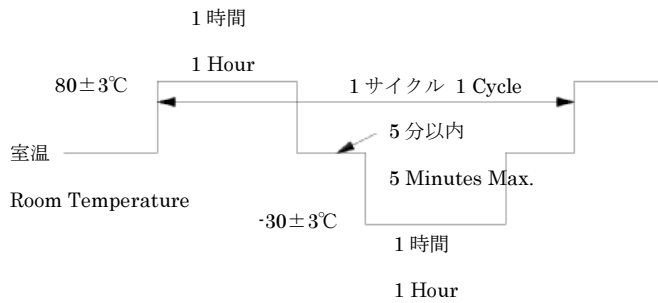 1 時間
1 Hour
80±3℃
1 サイクル 1 Cycle
5 分以内
室温
5 Minutes Max.
Room Temperature
-30±3℃
1 時間
1 Hour